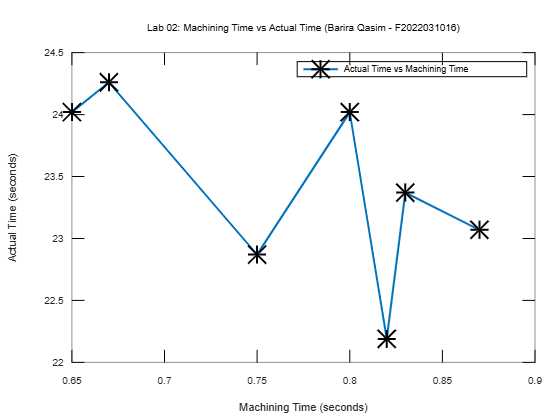 Lab 02: Machining Time vs Actual Time (Barira Qasim - F2022031016)
24.5
Actual Time vs Machining Time
24
23.5
Actual Time (seconds)
23
22.5
22
0.65 0.7 0.75 0.8 0.85 0.9
Machining Time (seconds)